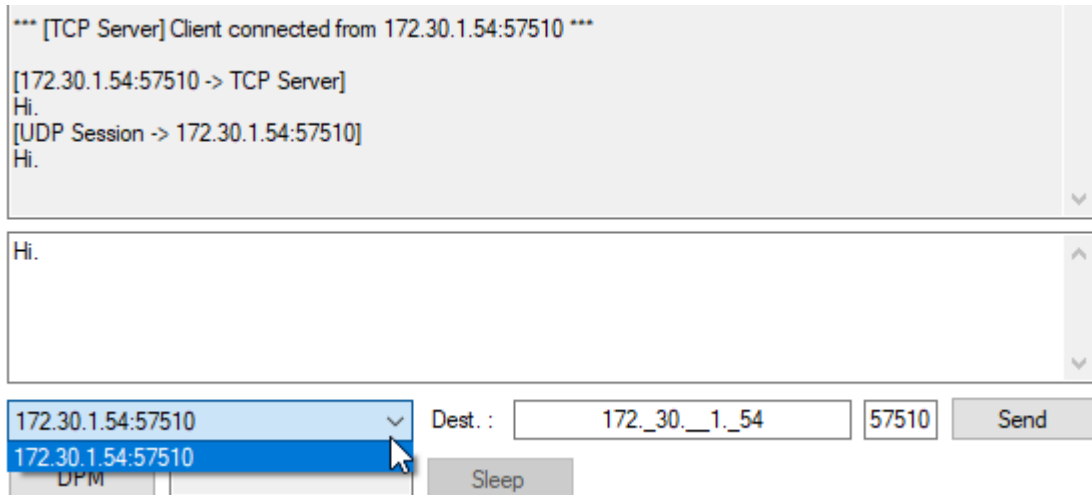 *** [TCP Server] Client connected from 172.30.1.54:57510 ***
[172.30.1.54:57510 -> TCP Server]
Hi.
[UDP Session -> 172.30.1.54:57510]
Hi.
Hi.
172.30.1.54:57510 Dest. : 172._30.__1._54 57510 Send
172.30.1.54:57510
DPM Sleep